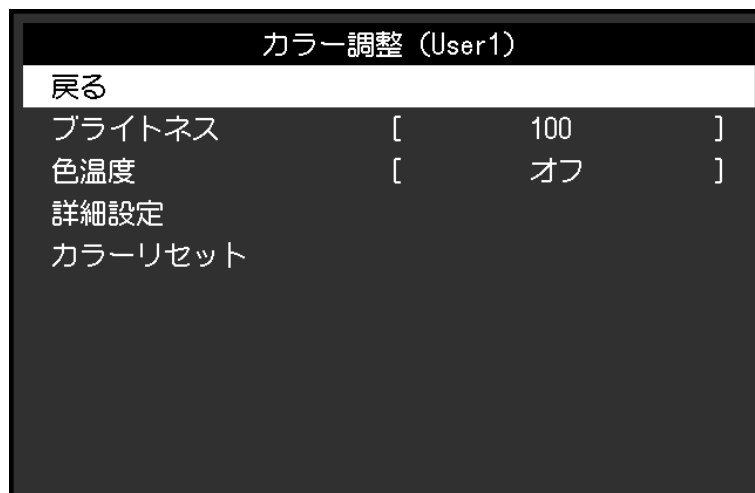 カラー調整 (User1)
戻る
ブライトネス [ 100 ]
色温度 [ オフ ]
詳細設定
カラーリセット